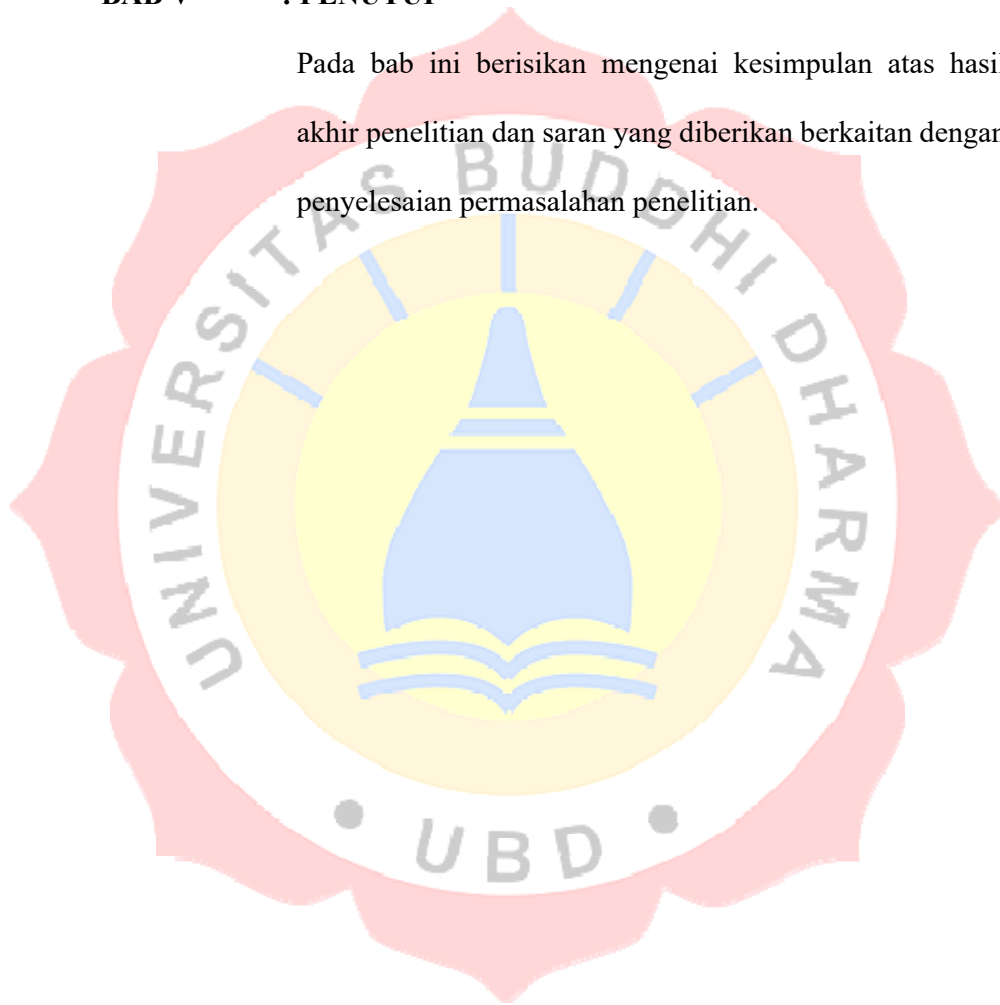 BAB V : PENUTUP
Pada bab ini berisikan mengenai kesimpulan atas hasil
akhir penelitian dan saran yang diberikan berkaitan dengan
penyelesaian permasalahan penelitian.
UNIVERSITAS BUDDHI DHARMA
• UBD •